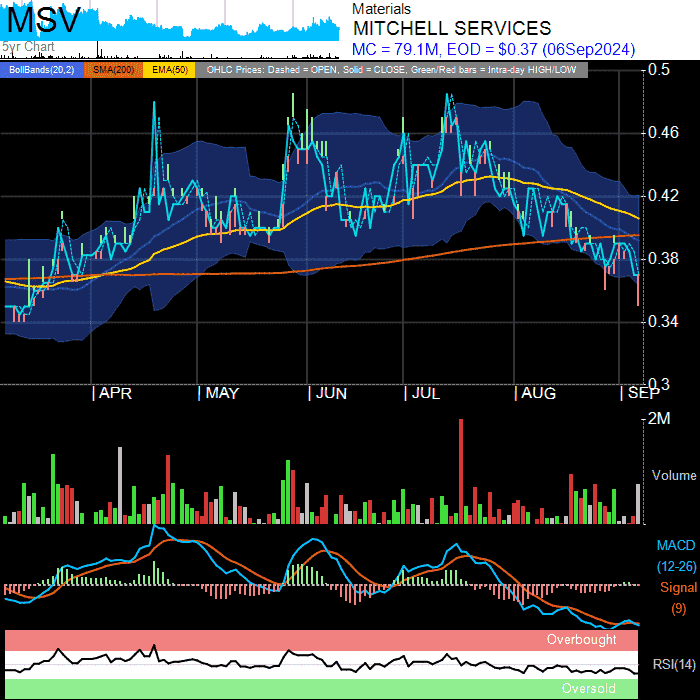 MSV
5yr Chart
Materials
MITCHELL SERVICES
MC = 79.1M, EOD = $0.37 (06Sep2024)
BollBands(20,2) SMA(200) EMA(50) OHLC Prices: Dashed = OPEN, Solid = CLOSE, Green/Red bars = Intra-day HIGH/LOW
0.5
0.46
0.42
0.38
0.34
0.3
| APR | MAY | JUN | JUL | AUG | SEP
2M
Volume
MACD
(12-26)
Signal
(9)
Overbought
RSI(14)
Oversold